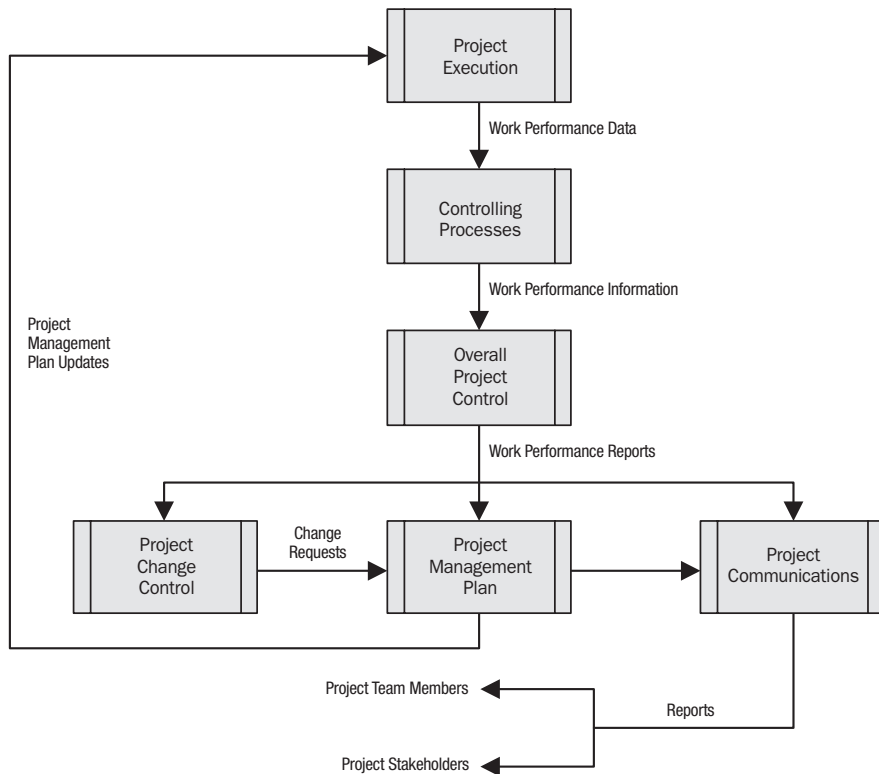 Project
Execution
Work Performance Data
Controlling
Processes
Work Performance Information
Project
Management
Plan Updates
Overall
Project
Control
Work Performance Reports
Project
Change
Control
Change
Requests
Project
Management
Plan
Project
Communications
Project Team Members
Reports
Project Stakeholders